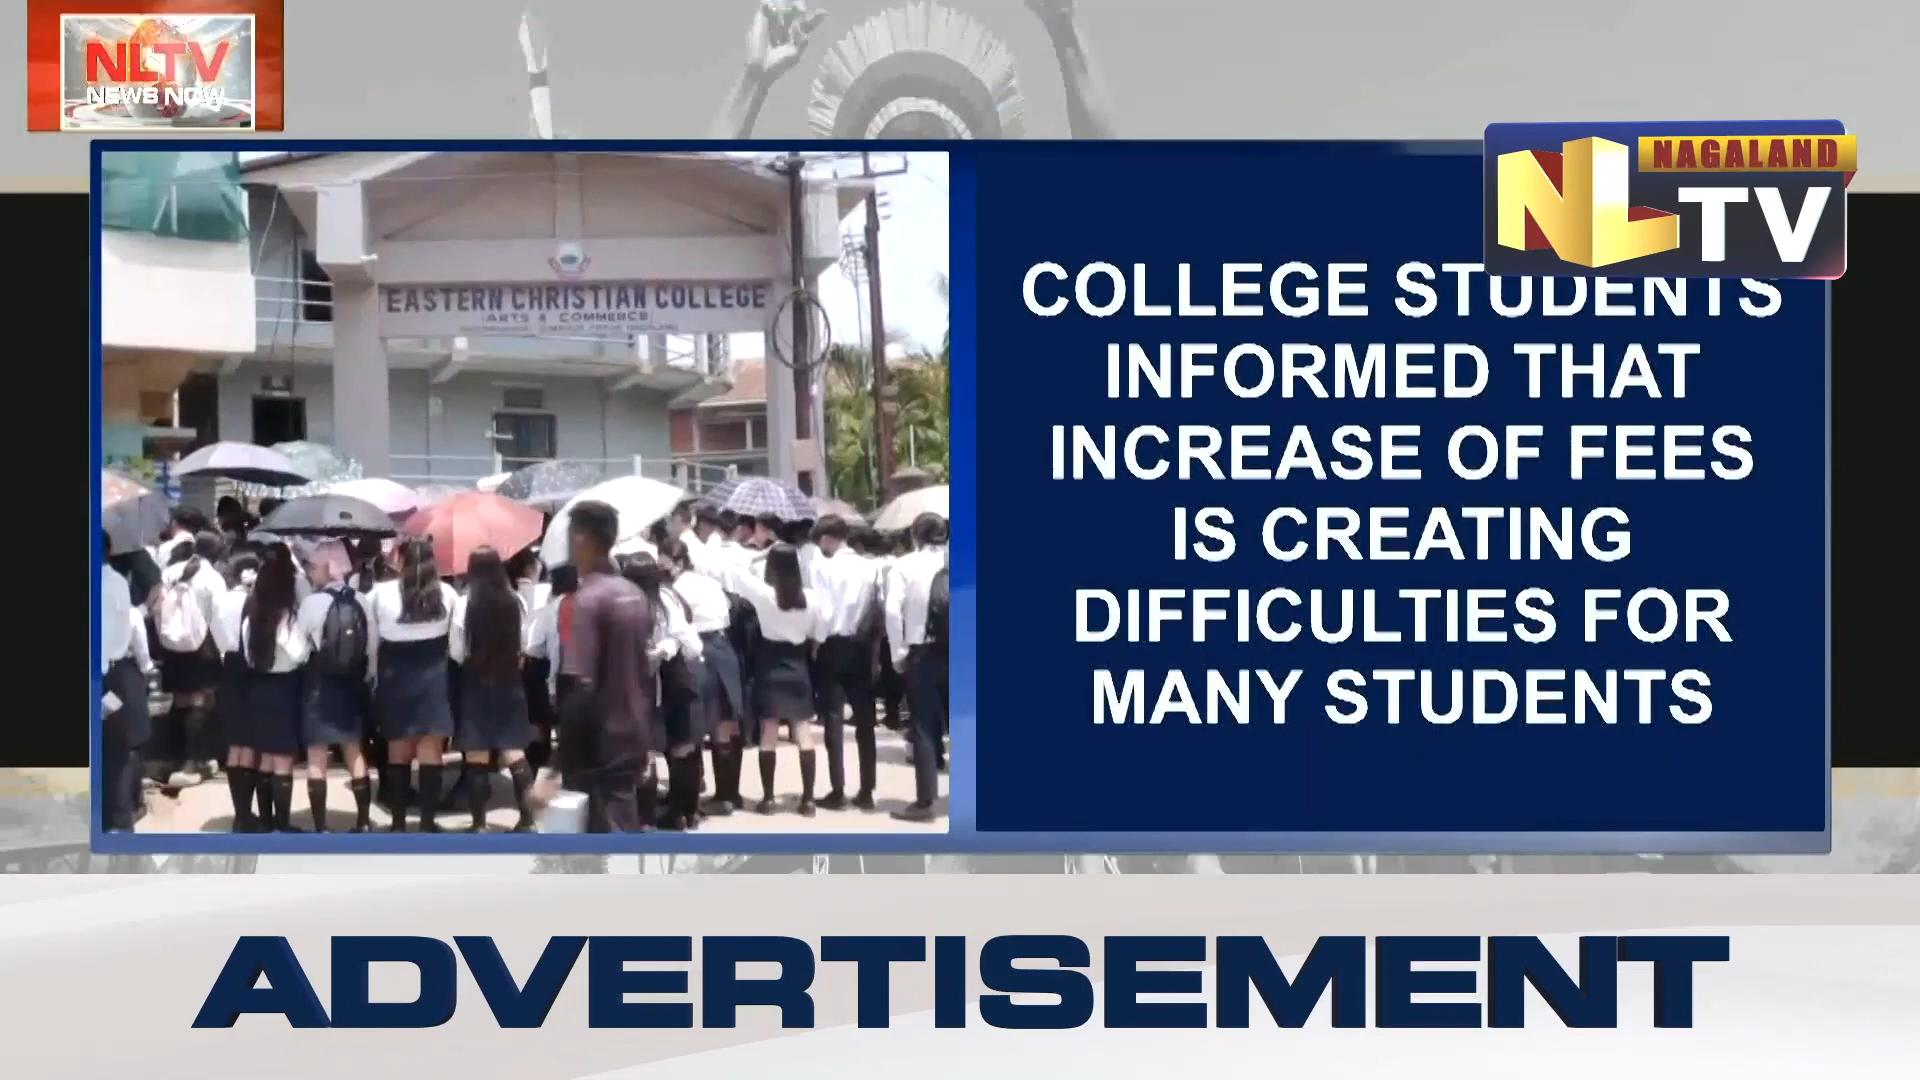 NLTV
NEWS NOW
NAGALAND
NLTV
EASTERN CHRISTIAN COLLEGE
(ARTS & COMMERCE)
COLLEGE STUDENTS
INFORMED THAT
INCREASE OF FEES
IS CREATING
DIFFICULTIES FOR
MANY STUDENTS
ADVERTISEMENT